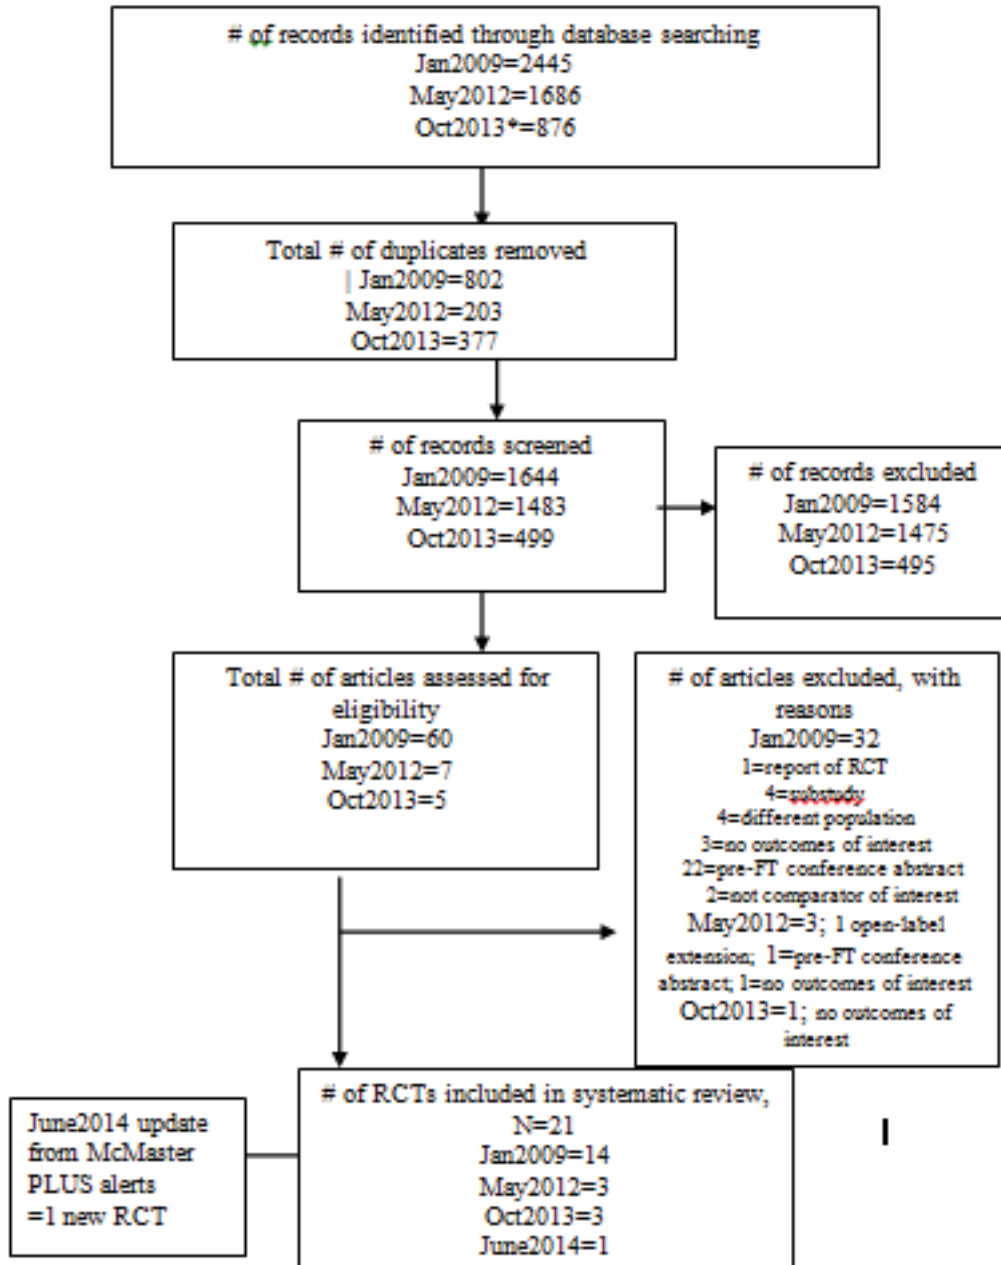 # of records identified through database searching
Jan2009=2445
May2012=1686
Oct2013*=876
Total # of duplicates removed
Jan2009=802
May2012=203
Oct2013=377
# of records screened
Jan2009=1644
May2012=1483
Oct2013=499
# of records excluded
Jan2009=1584
May2012=1475
Oct2013=495
Total # of articles assessed for
eligibility
Jan2009=60
May2012=7
Oct2013=5
# of articles excluded, with
reasons
Jan2009=32
1=report of RCT
4=substudy
4=different population
3=no outcomes of interest
22=pre-FT conference abstract
2=not comparator of interest
May2012=3; 1 open-label
extension; 1=pre-FT conference
abstract; 1=no outcomes of interest
Oct2013=1; no outcomes of
interest
June2014 update
from McMaster
PLUS alerts
=1 new RCT
# of RCTs included in systematic review,
N=21
Jan2009=14
May2012=3
Oct2013=3
June2014=1